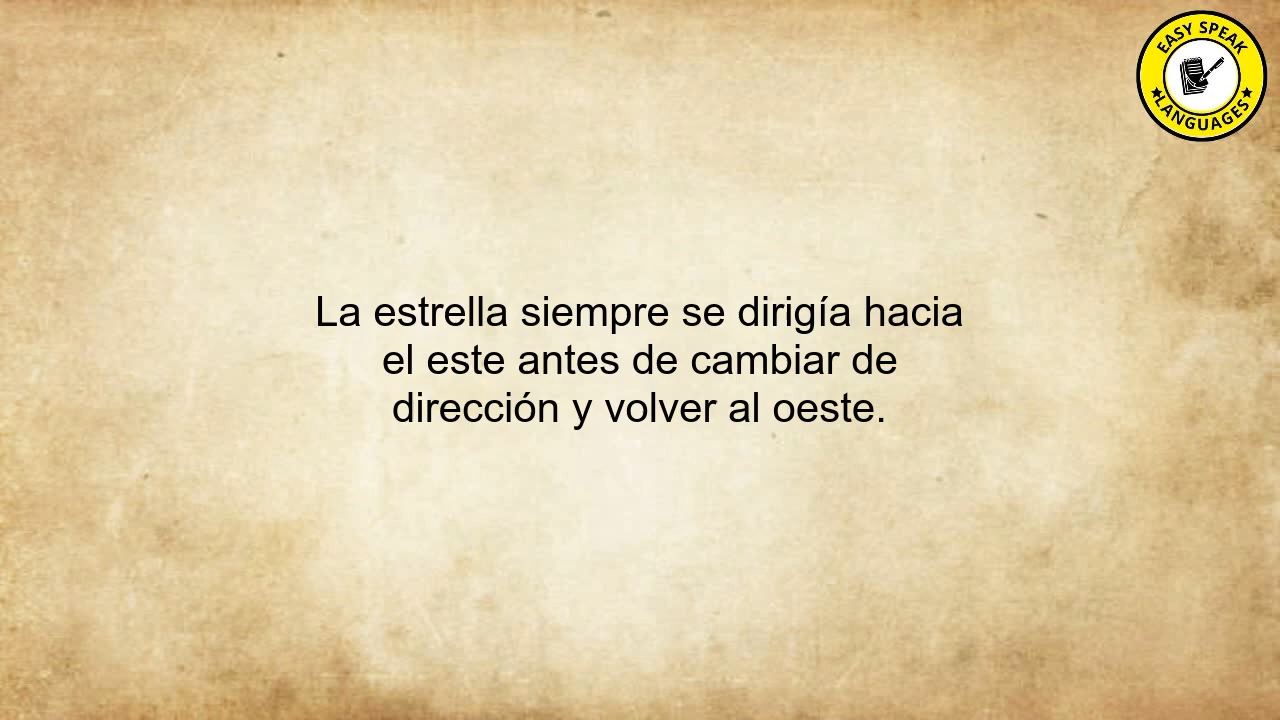 EASY SPEAK
LANGUAGES
La estrella siempre se dirigía hacia
el este antes de cambiar de
dirección y volver al oeste.